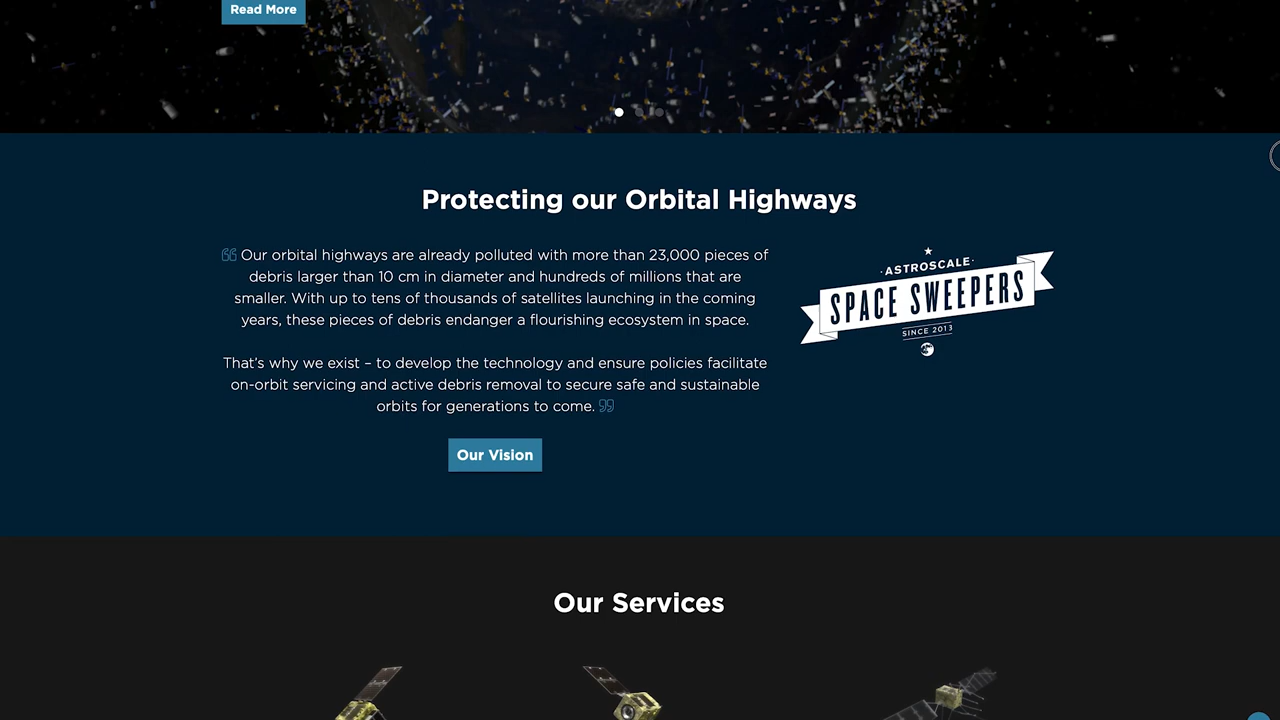 Read More
Protecting our Orbital Highways
Our orbital highways are already polluted with more than 23,000 pieces of
debris larger than 10 cm in diameter and hundreds of millions that are
smaller. With up to tens of thousands of satellites launching in the coming
years, these pieces of debris endanger a flourishing ecosystem in space.
That’s why we exist – to develop the technology and ensure policies facilitate
on-orbit servicing and active debris removal to secure safe and sustainable
orbits for generations to come.
Our Vision
· ASTROSCALE ·
SPACE SWEEPERS
SINCE 2013
Our Services